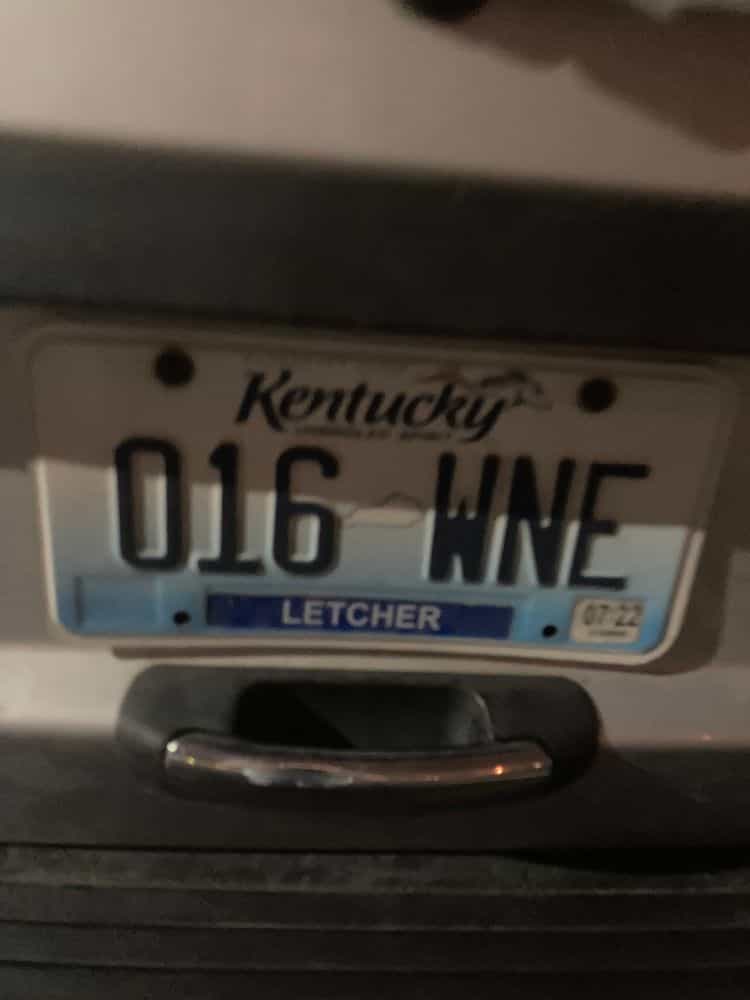 Kentucky
016 WNE
LETCHER
07-22